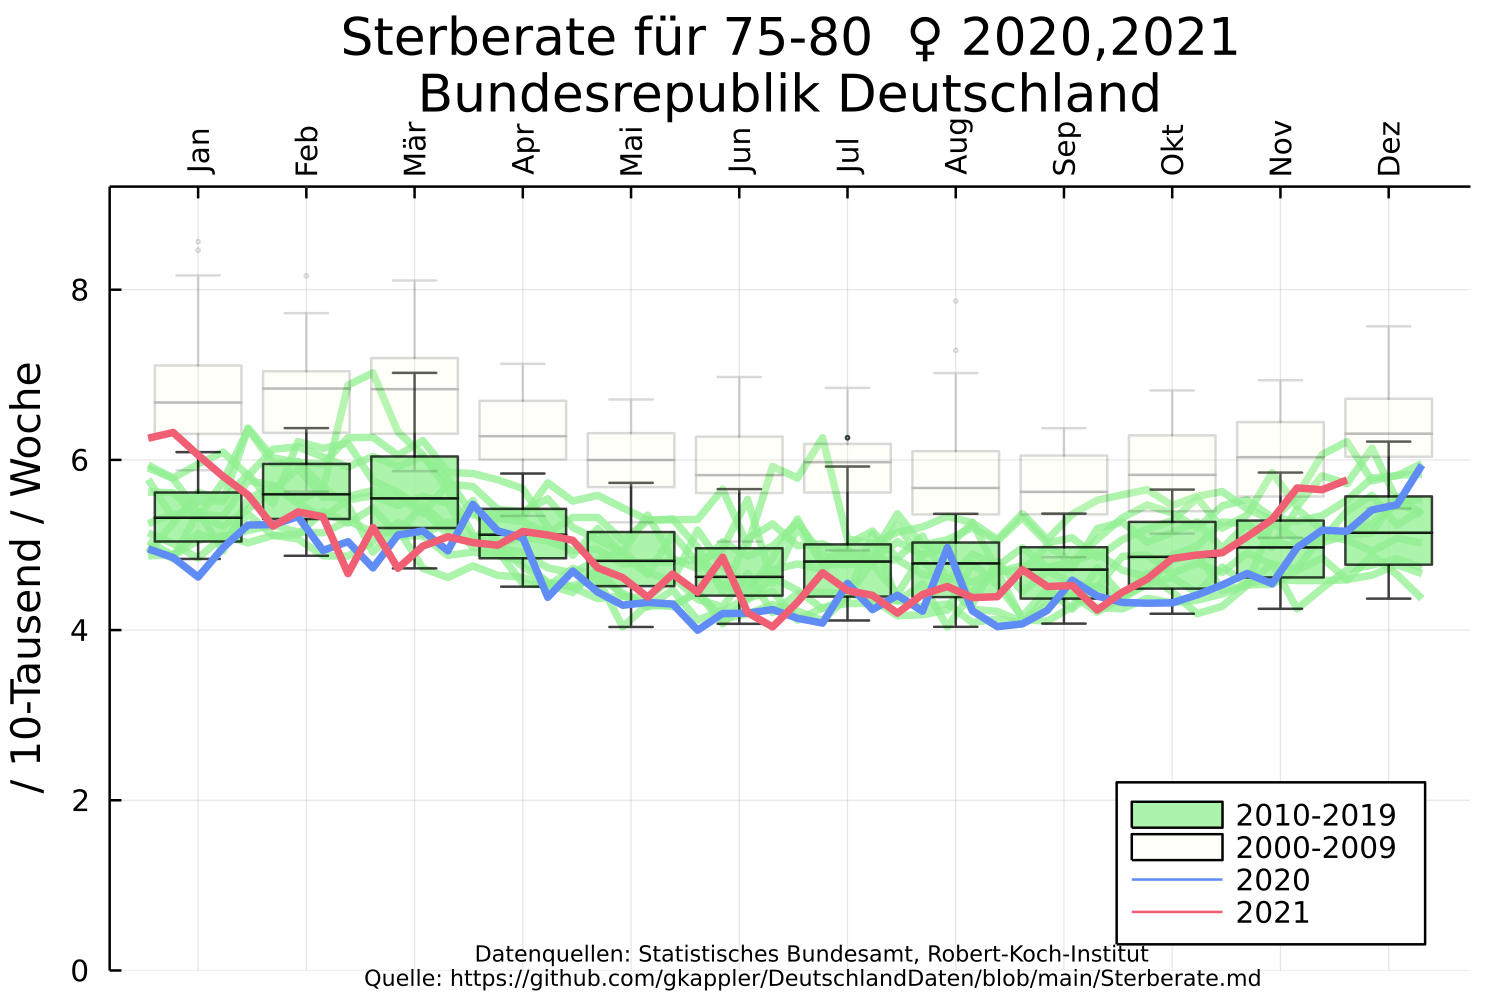 Sterberate für 75-80 ♀ 2020,2021
Bundesrepublik Deutschland
Jan Feb Mär Apr Mai Jun Jul Aug Sep Okt Nov Dez
/ 10-Tausend / Woche
8
6
4
2
0
2010-2019
2000-2009
2020
2021
Datenquellen: Statistisches Bundesamt, Robert-Koch-Institut
Quelle: https://github.com/gkappler/DeutschlandDaten/blob/main/Sterberate.md